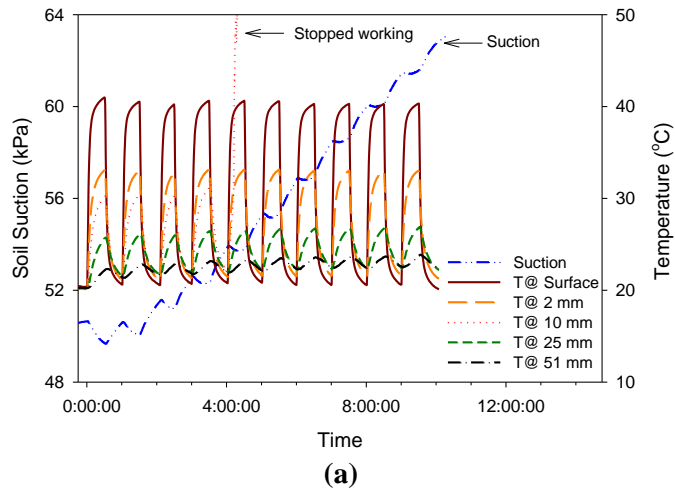 64
60
56
52
48
Soil Suction (kPa)
50
40
30
20
10
Temperature (°C)
Stopped working
Suction
Suction
T@ Surface
T@ 2 mm
T@ 10 mm
T@ 25 mm
T@ 51 mm
0:00:00 4:00:00 8:00:00 12:00:00
Time
(a)